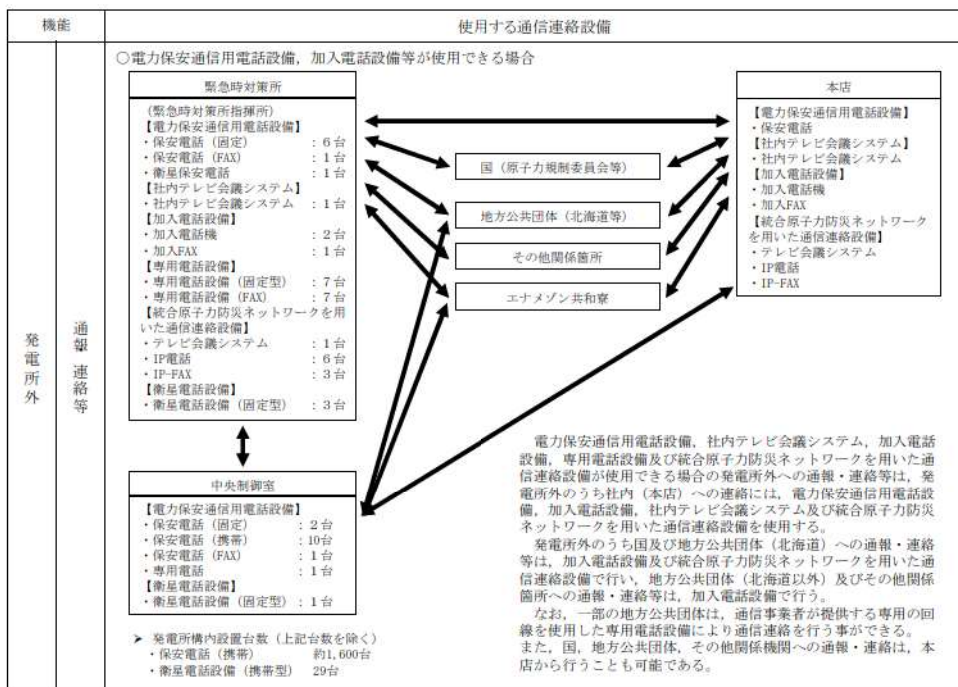 機能
使用する通信連絡設備
発電所外
通報・連絡等
○電力保安通信用電話設備，加入電話設備等が使用できる場合
緊急時対策所
(緊急時対策所指揮所)
【電力保安通信用電話設備】
・保安電話（固定）　：6台
・保安電話（FAX）　：1台
・衛星保安電話　：1台
【社内テレビ会議システム】
・社内テレビ会議システム　：1台
【加入電話設備】
・加入電話機　：2台
・加入FAX　：1台
【専用電話設備】
・専用電話設備（固定型）　：7台
・専用電話設備（FAX）　：7台
【統合原子力防災ネットワークを用
いた通信連絡設備】
・テレビ会議システム　：1台
・IP電話　：6台
・IP-FAX　：3台
【衛星電話設備】
・衛星電話設備（固定型）　：3台
国（原子力規制委員会等）
地方公共団体（北海道等）
その他関係箇所
エナメゾン共和寮
本店
【電力保安通信用電話設備】
・保安電話
【社内テレビ会議システム】
・社内テレビ会議システム
【加入電話設備】
・加入電話機
・加入FAX
【統合原子力防災ネットワーク
を用いた通信連絡設備】
・テレビ会議システム
・IP電話
・IP-FAX
中央制御室
【電力保安通信用電話設備】
・保安電話（固定）　：2台
・保安電話（携帯）　：10台
・保安電話（FAX）　：1台
・専用電話　：1台
【衛星電話設備】
・衛星電話設備（固定型）：1台
➢ 発電所構内設置台数（上記台数を除く）
・保安電話（携帯）　約1,600台
・衛星電話設備（携帯型）　29台
電力保安通信用電話設備，社内テレビ会議システム，加入電話
設備，専用電話設備及び統合原子力防災ネットワークを用いた通
信連絡設備が使用できる場合の発電所外への通報・連絡等は，発
電所外のうち社内（本店）への連絡には，電力保安通信用電話設
備，加入電話設備，社内テレビ会議システム及び統合原子力防災
ネットワークを用いた通信連絡設備を使用する。
発電所外のうち国及び地方公共団体（北海道）への通報・連絡
等は，加入電話設備及び統合原子力防災ネットワークを用いた通
信連絡設備で行い，地方公共団体（北海道以外）及びその他関係
箇所への通報・連絡等は，加入電話設備で行う。
なお，一部の地方公共団体は，通信事業者が提供する専用の回
線を使用した専用電話設備により通信連絡を行う事ができる。
また，国，地方公共団体，その他関係機関への通報・連絡は，本
店から行うことも可能である。